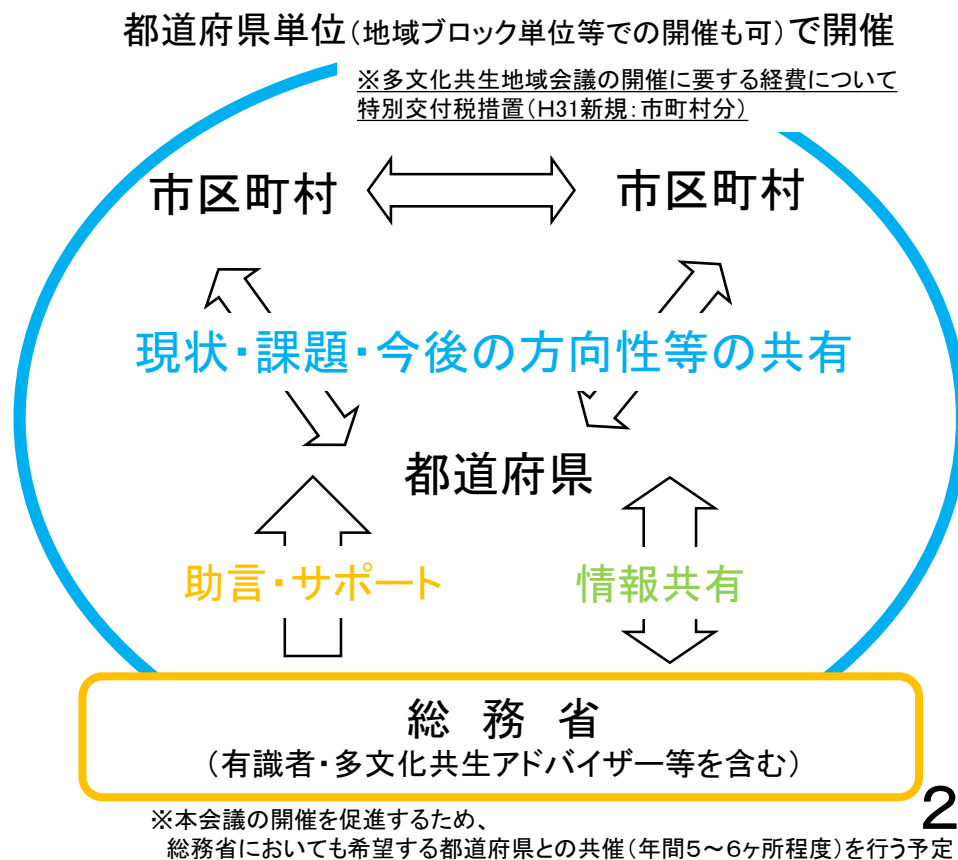 都道府県単位(地域ブロック単位等での開催も可)で開催
※多文化共生地域会議の開催に要する経費について
特別交付税措置(H31新規:市町村分)
市区町村 市区町村
現状・課題・今後の方向性等の共有
都道府県
助言・サポート 情報共有
総 務 省
(有識者・多文化共生アドバイザー等を含む)
※本会議の開催を促進するため、
総務省においても希望する都道府県との共催(年間5~6ヶ所程度)を行う予定
2